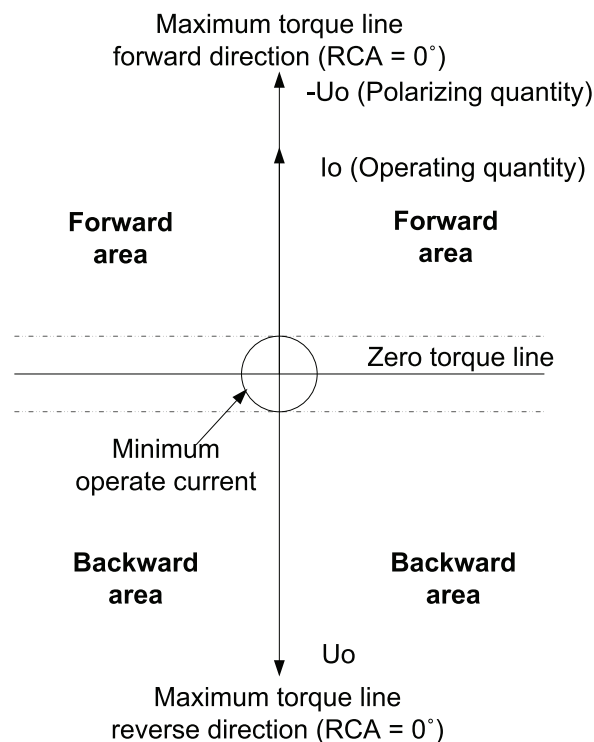 Maximum torque line
forward direction (RCA = 0˚)
-Uo (Polarizing quantity)
Io (Operating quantity)
Forward
area
Forward
area
Zero torque line
Minimum
operate current
Backward
area
Backward
area
Uo
Maximum torque line
reverse direction (RCA = 0˚)